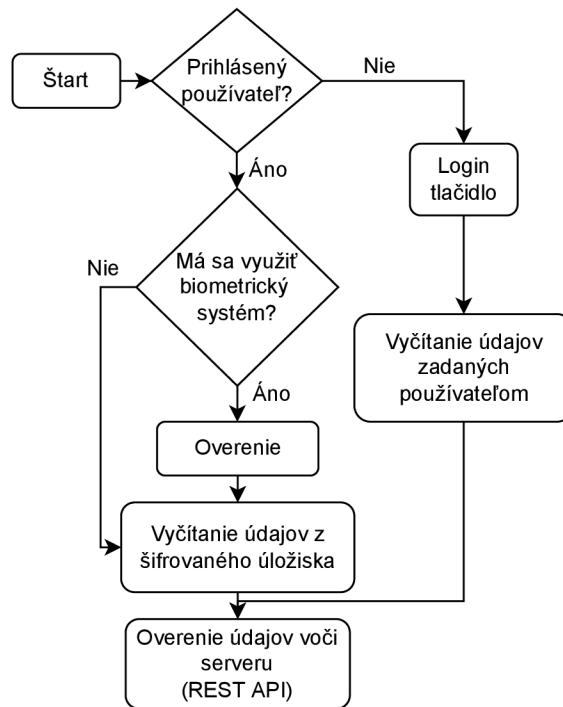 Štart
Prihlásený
používateľ?
Nie
Áno
Login
tlačidlo
Má sa využiť
biometrický
systém?
Nie
Áno
Vyčítanie údajov
zadaných
používateľom
Overenie
Vyčítanie údajov z
šifrovaného úložiska
Overenie údajov voči
serveru
(REST API)